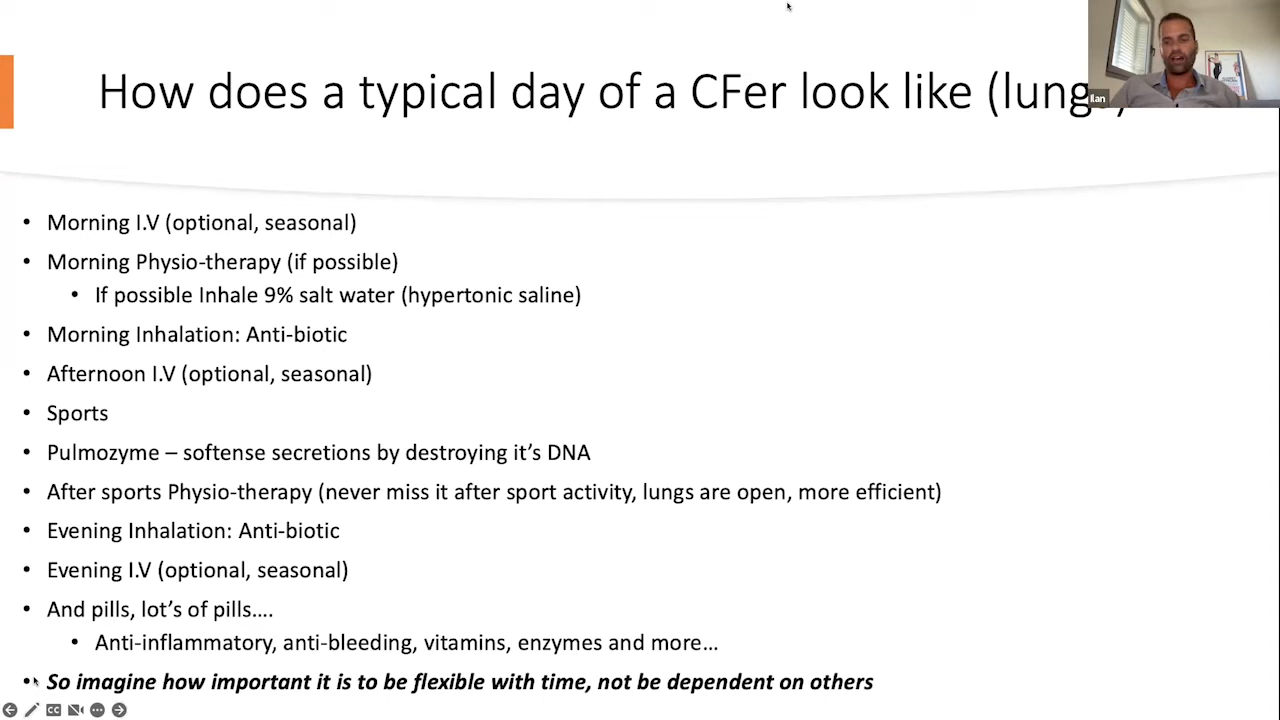 How does a typical day of a CFer look like (lung
Ilan
• Morning I.V (optional, seasonal)
• Morning Physio-therapy (if possible)
• If possible Inhale 9% salt water (hypertonic saline)
• Morning Inhalation: Anti-biotic
• Afternoon I.V (optional, seasonal)
• Sports
• Pulmozyme – softense secretions by destroying it's DNA
• After sports Physio-therapy (never miss it after sport activity, lungs are open, more efficient)
• Evening Inhalation: Anti-biotic
• Evening I.V (optional, seasonal)
• And pills, lot's of pills....
• Anti-inflammatory, anti-bleeding, vitamins, enzymes and more...
• So imagine how important it is to be flexible with time, not be dependent on others
CC